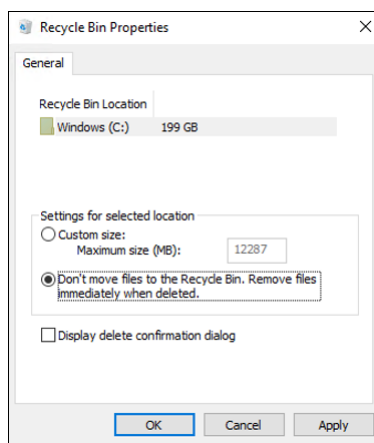 Recycle Bin Properties
General
Recycle Bin Location
Windows (C:) 199 GB
Settings for selected location
Custom size:
Maximum size (MB): 12287
Don't move files to the Recycle Bin. Remove files
immediately when deleted.
Display delete confirmation dialog
OK Cancel Apply